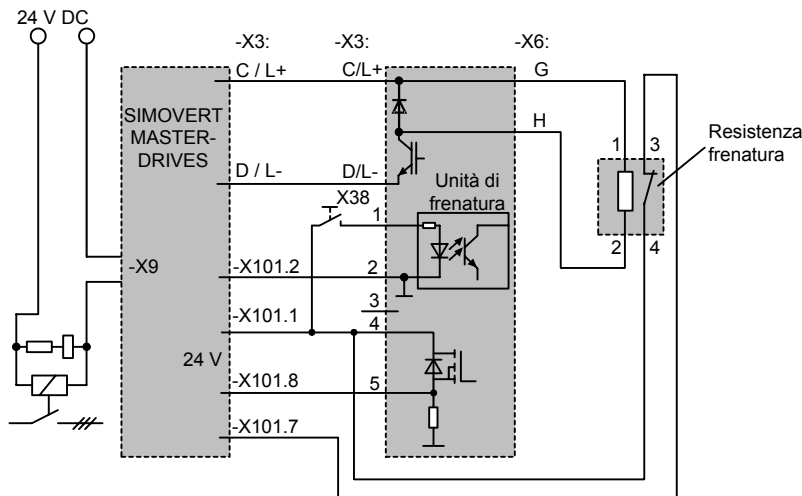 24 V DC
-X3:
-X3:
-X6:
C / L+
C/L+
G
SIMOVERT
MASTER-
DRIVES
H
1
3
Resistenza
frenatura
D / L-
D/L-
Unità di
frenatura
X38
1
2
4
-X9
-X101.2
2
3
-X101.1
4
24 V
-X101.8
5
-X101.7